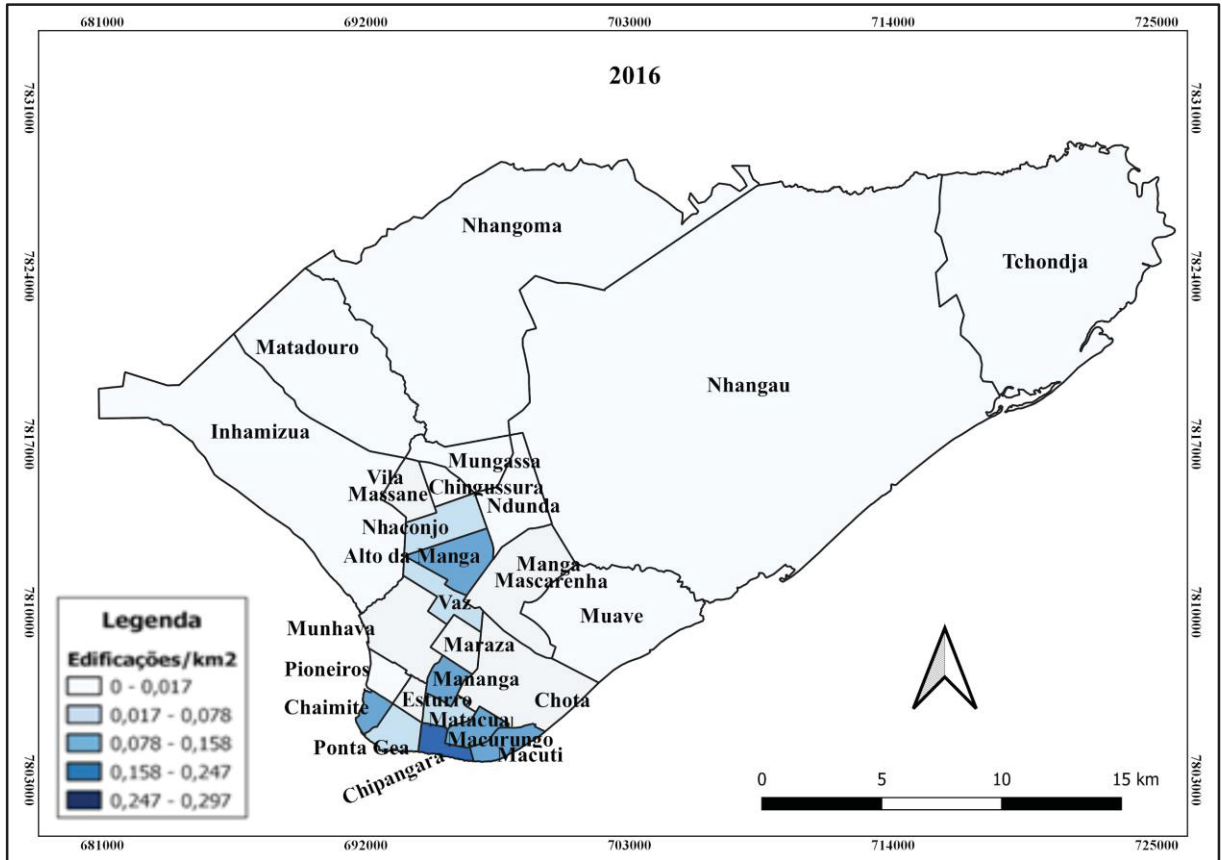 681000 692000 703000 714000 725000
2016
7831000 7831000
Nhangoma
Tchondja
7824000 7824000
Matadouro
Nhangau
Inhamizua
7817000 7817000
Mungassa
Vila
Massane
Chingussura
Ndunda
Nhaconjo
Alto da Manga
Manga
Mascarenha
Vaz
Muave
7810000 7810000
Munhava
Maraza
Pioneiros
Mananga
Esturro
Chota
Chaimite
Matacua
Macurungo
Ponta Gea
Macuti
Chipangara
7803000 7803000
Legenda
Edificações/km2
0 - 0,017
0,017 - 0,078
0,078 - 0,158
0,158 - 0,247
0,247 - 0,297
0 5 10 15 km
681000 692000 703000 714000 725000